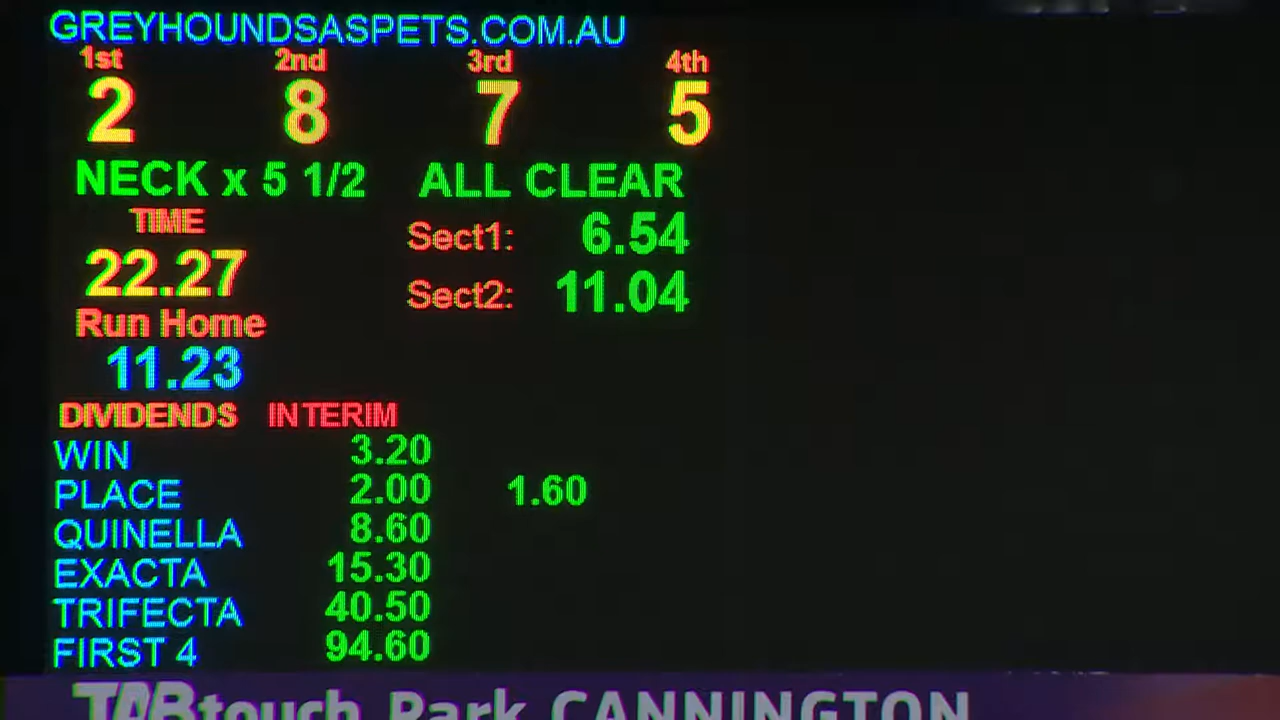 GREYHOUNDSASPETS.COM.AU
1st 2nd 3rd 4th
2 8 7 5
NECK x 5 1/2 ALL CLEAR
TIME
Sect1: 6.54
22.27
Sect2: 11.04
Run Home
11.23
DIVIDENDS INTERIM
WIN 3.20
PLACE 2.00 1.60
QUINELLA 8.60
EXACTA 15.30
TRIFECTA 40.50
FIRST 4 94.60
TABtouch Park CANNINGTON